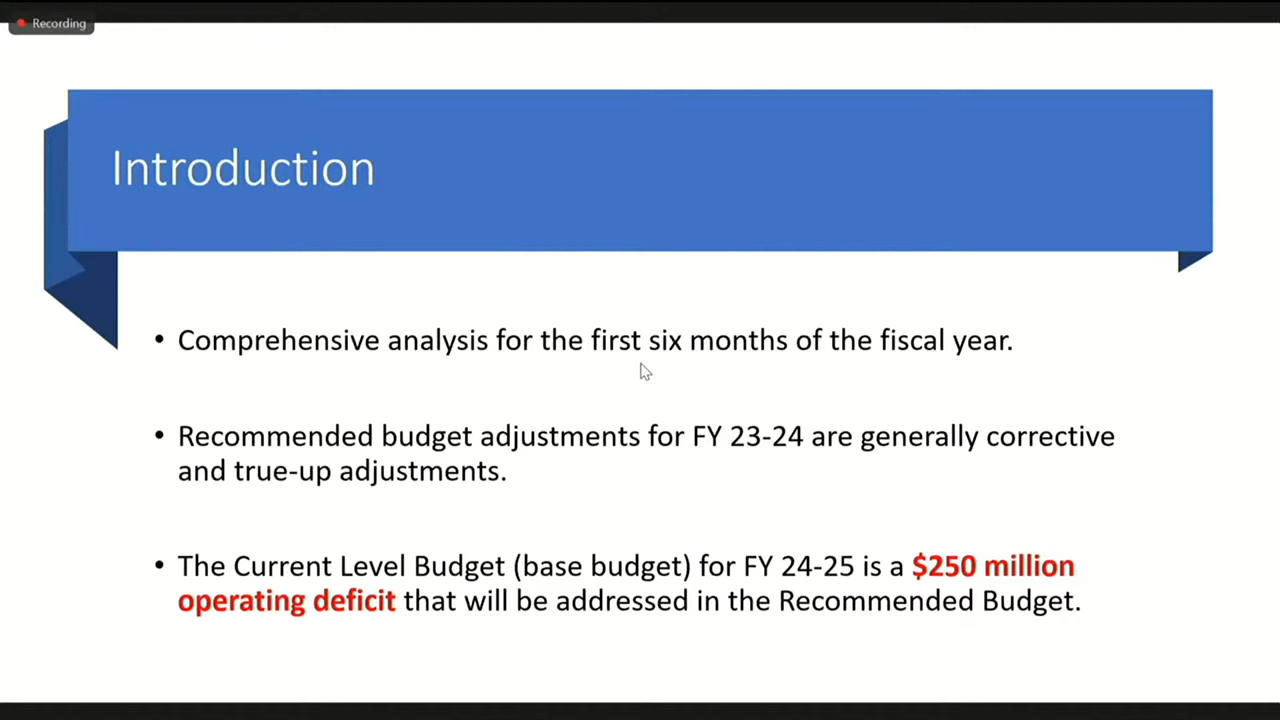 Recording
Introduction
• Comprehensive analysis for the first six months of the fiscal year.
• Recommended budget adjustments for FY 23-24 are generally corrective
and true-up adjustments.
• The Current Level Budget (base budget) for FY 24-25 is a $250 million
operating deficit that will be addressed in the Recommended Budget.